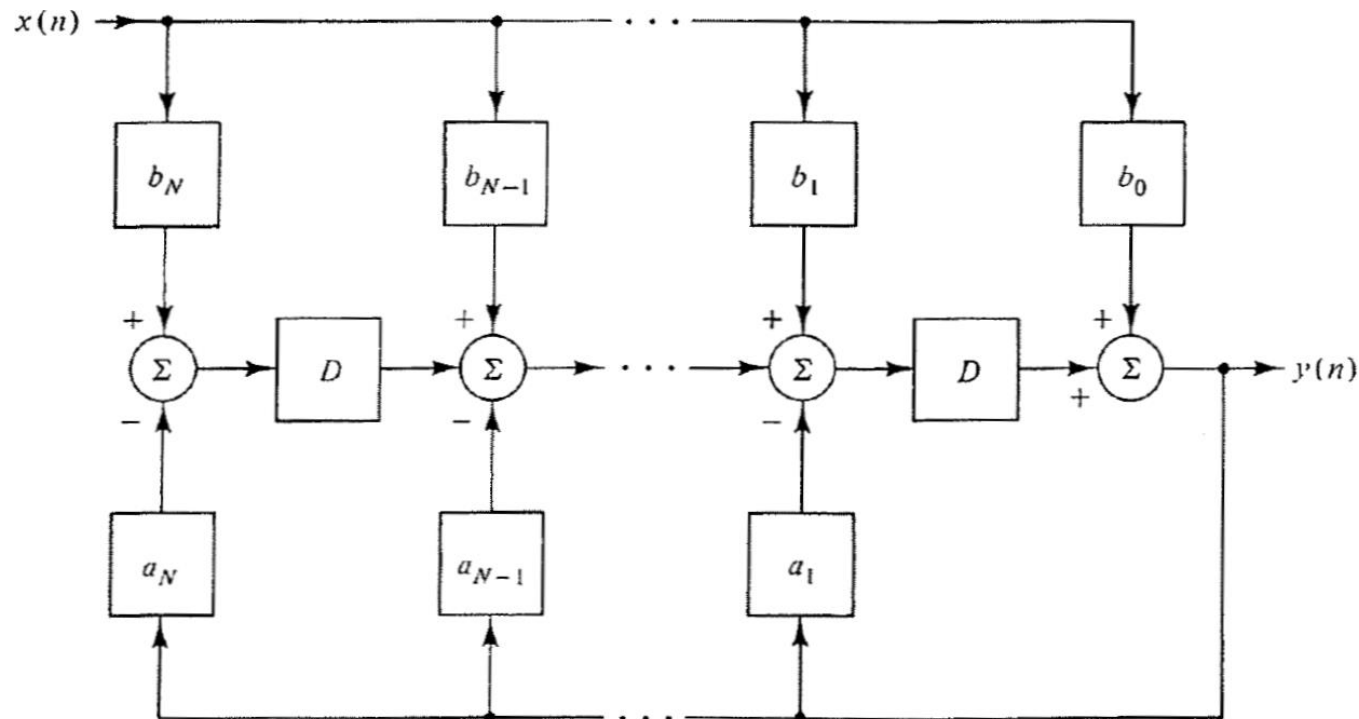 x(n) · · ·
b_N b_{N−1} b_1 b_0
+ + + +
Σ D Σ · · · Σ D Σ y(n)
− − − +
a_N a_{N−1} a_1
· · ·